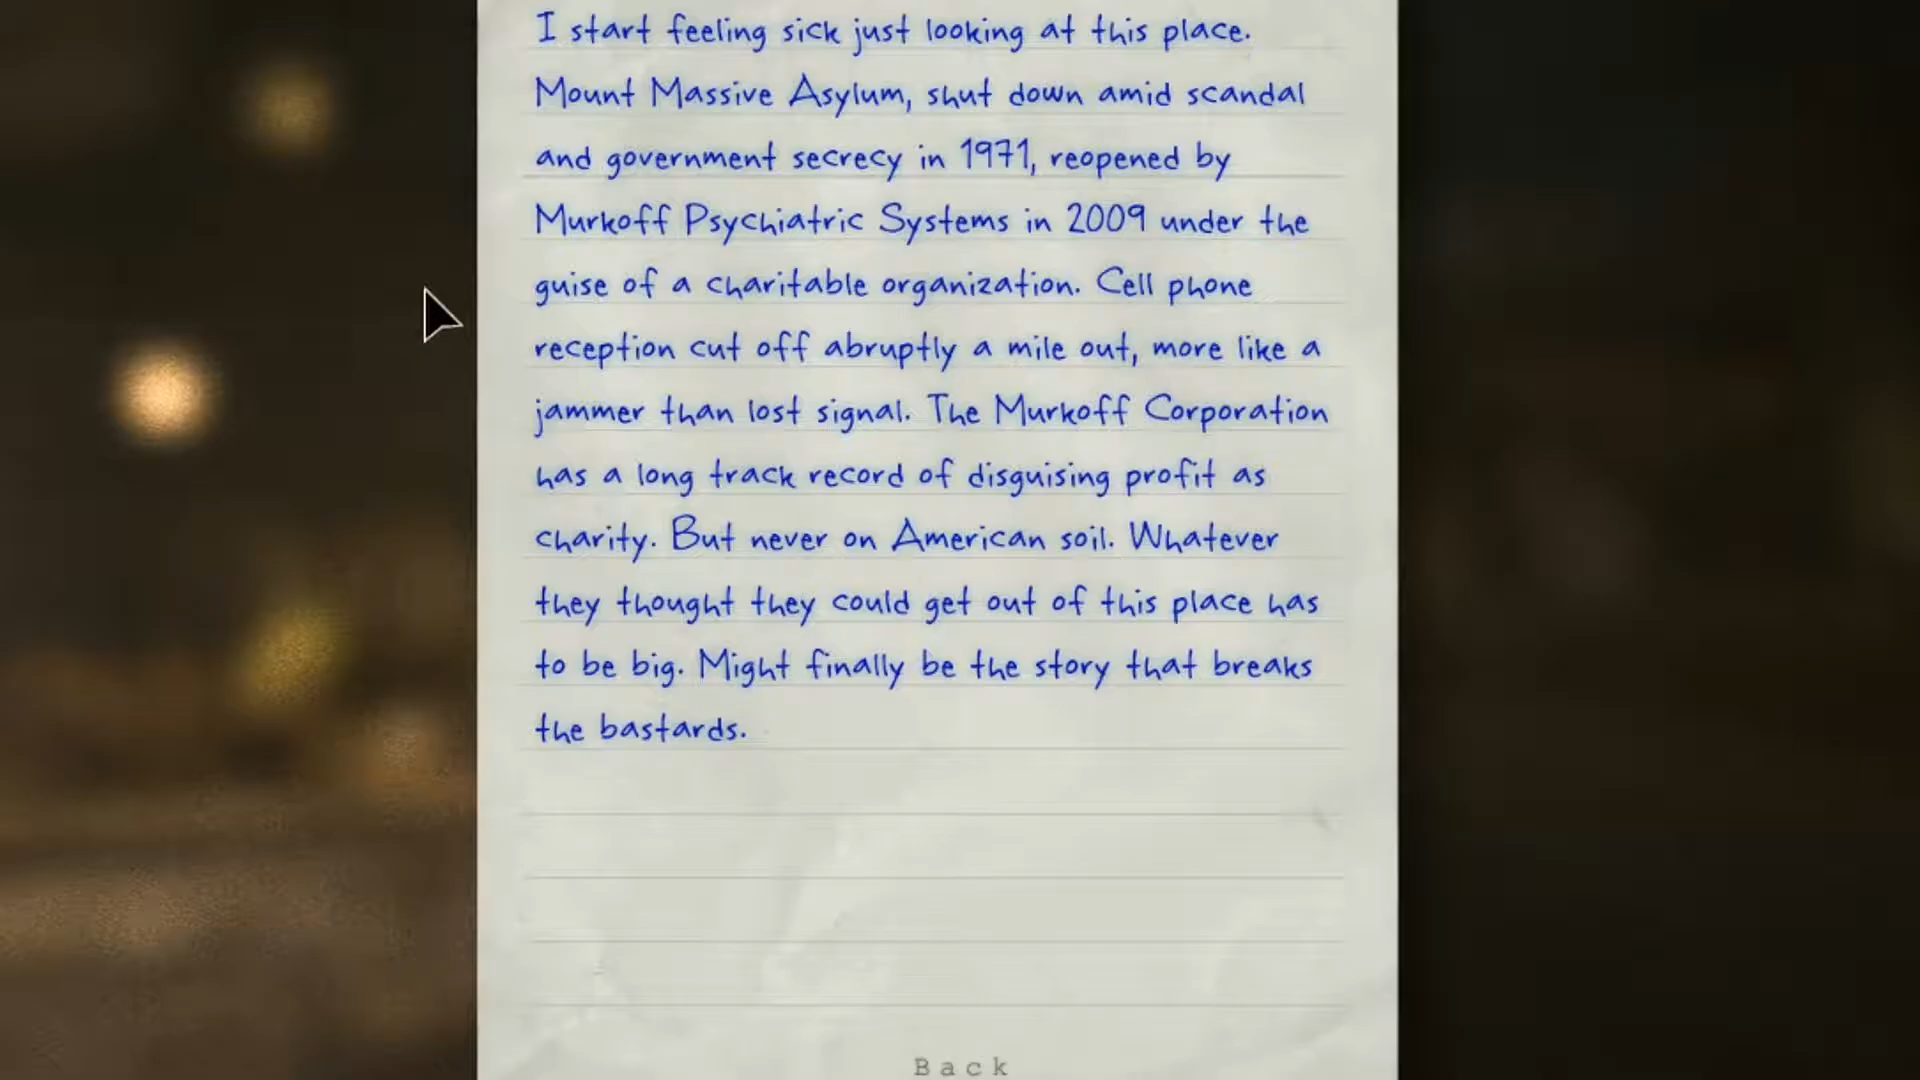 I start feeling sick just looking at this place.
Mount Massive Asylum, shut down amid scandal
and government secrecy in 1971, reopened by
Murkoff Psychiatric Systems in 2009 under the
guise of a charitable organization. Cell phone
reception cut off abruptly a mile out, more like a
jammer than lost signal. The Murkoff Corporation
has a long track record of disguising profit as
charity. But never on American soil. Whatever
they thought they could get out of this place has
to be big. Might finally be the story that breaks
the bastards.
Back